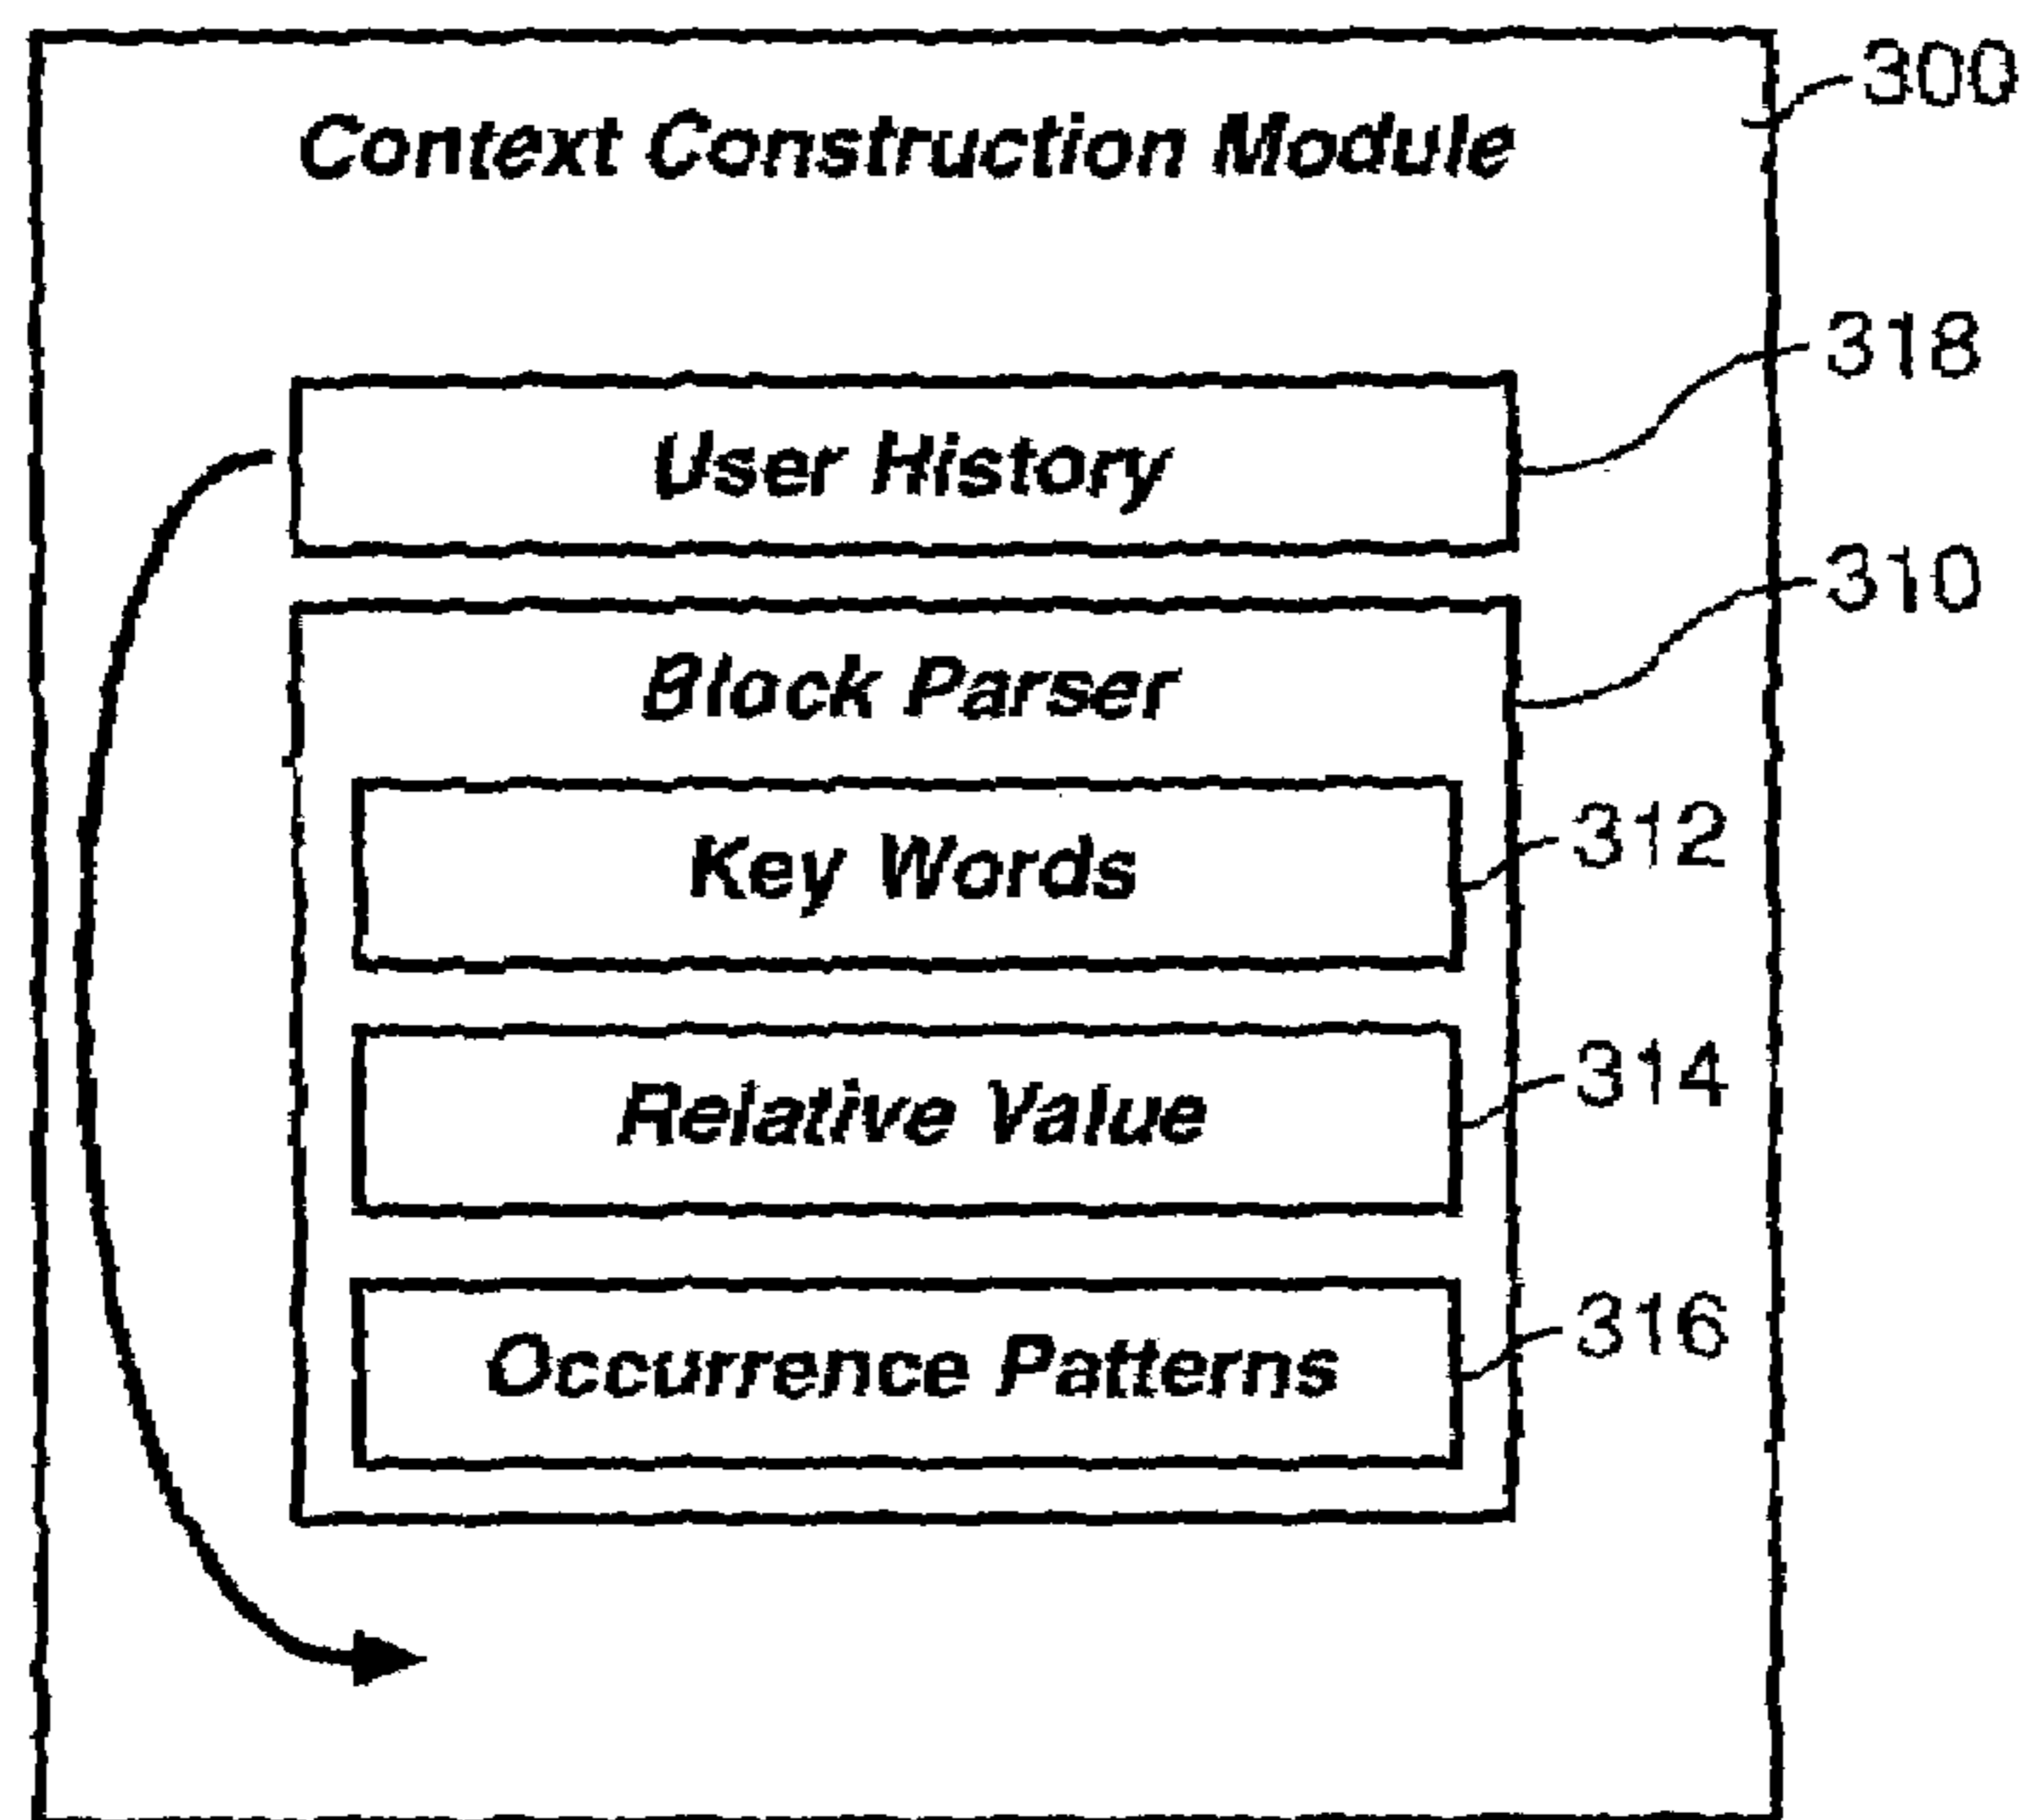 Context Construction Module
300
User History
318
Block Parser
310
Key Words
312
Relative Value
314
Occurrence Patterns
316